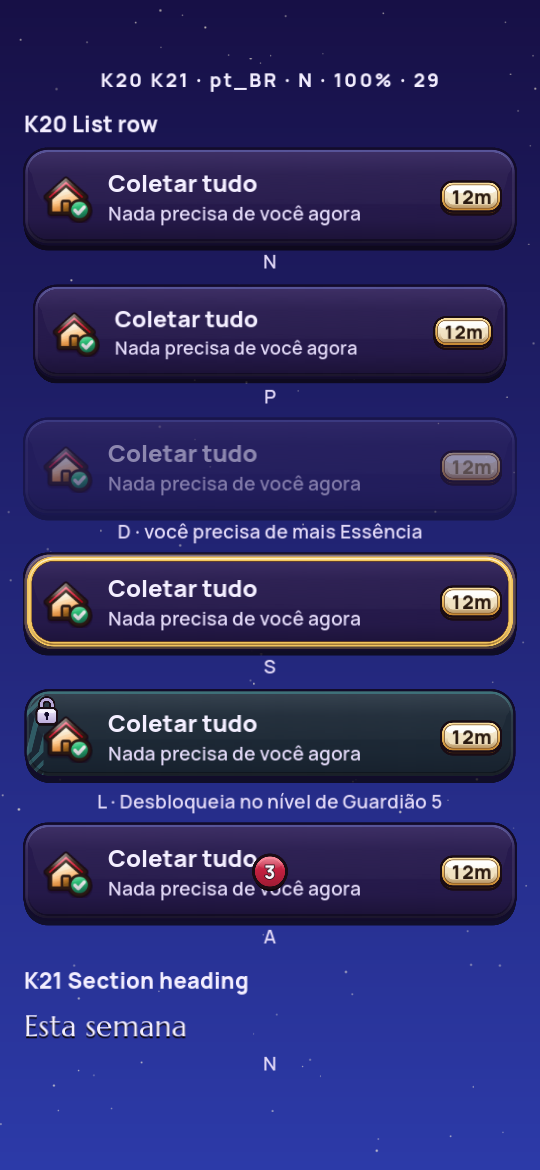 K20 K21 · pt_BR · N · 100% · 29
K20 List row
Coletar tudo
Nada precisa de você agora
12m
N
Coletar tudo
Nada precisa de você agora
12m
P
Coletar tudo
Nada precisa de você agora
12m
D · você precisa de mais Essência
Coletar tudo
Nada precisa de você agora
12m
S
Coletar tudo
Nada precisa de você agora
12m
L · Desbloqueia no nível de Guardião 5
Coletar tudo
3
Nada precisa de você agora
12m
A
K21 Section heading
Esta semana
N